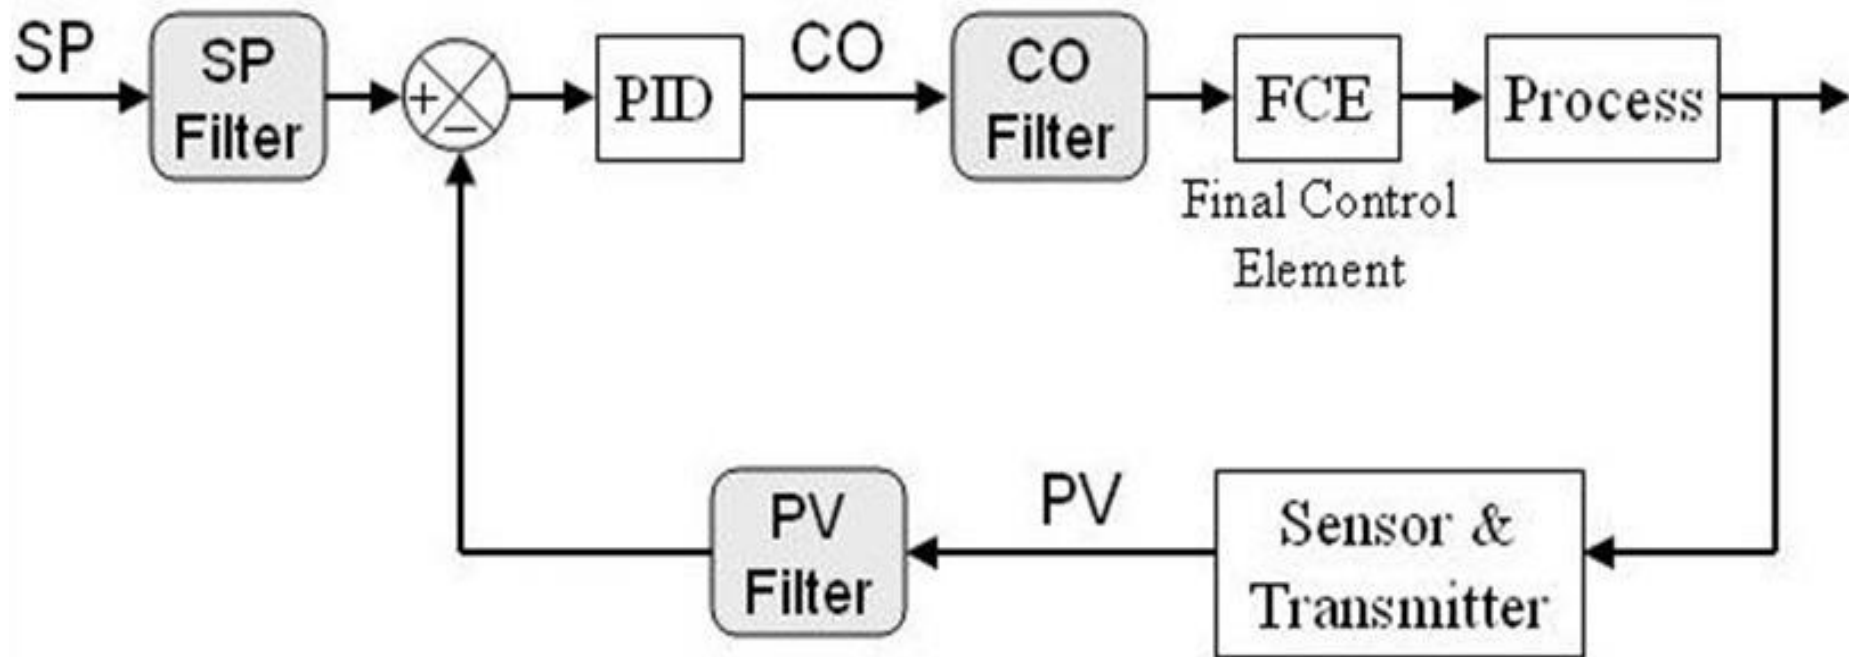 SP
SP
Filter
+
−
PID
CO
CO
Filter
FCE
Process
Final Control
Element
PV
Filter
PV
Sensor &
Transmitter